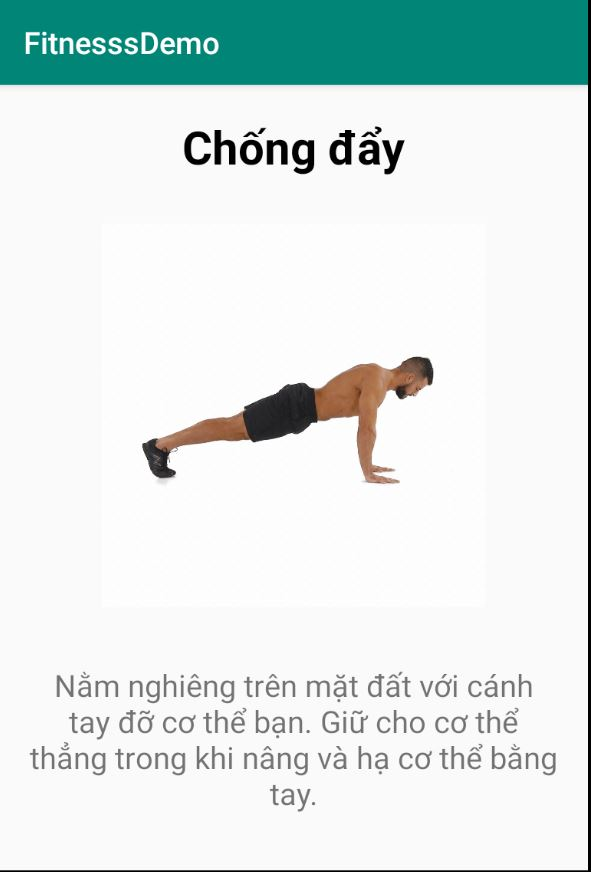 FitnesssDemo
Chống đẩy
Nằm nghiêng trên mặt đất với cánh
tay đỡ cơ thể bạn. Giữ cho cơ thể
thẳng trong khi nâng và hạ cơ thể bằng
tay.